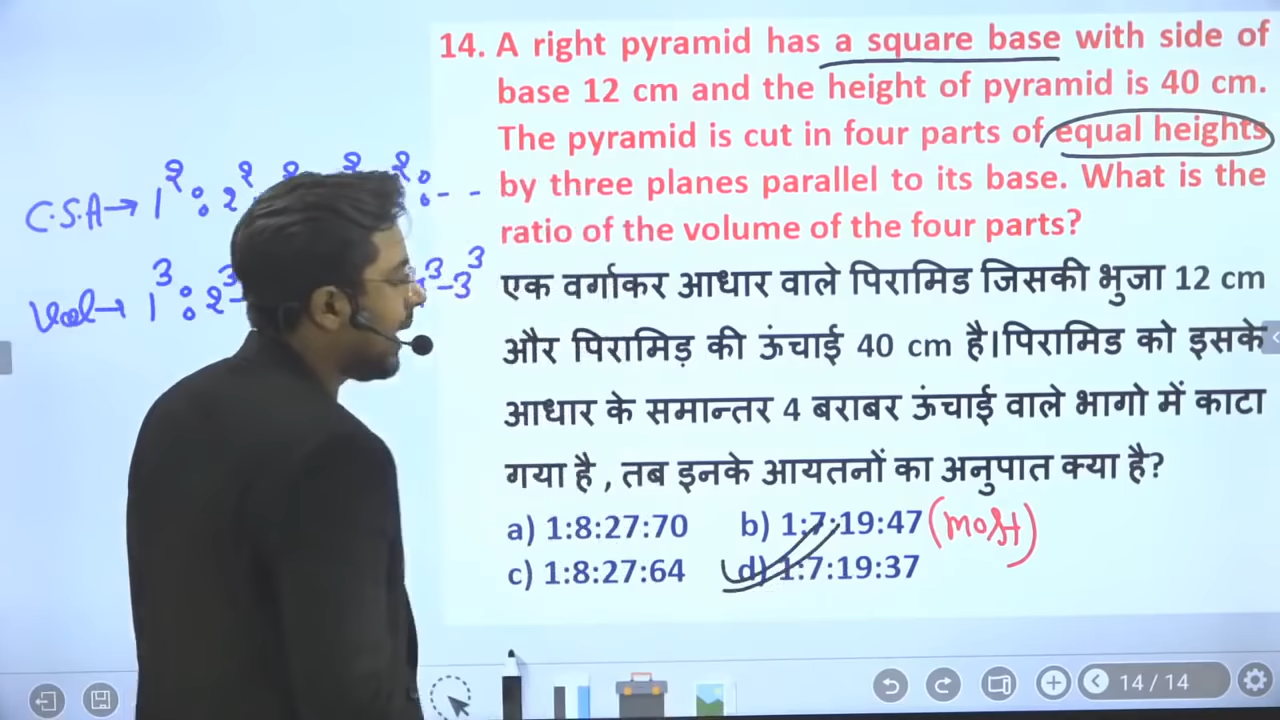 14. A right pyramid has a square base with side of
base 12 cm and the height of pyramid is 40 cm.
The pyramid is cut in four parts of equal heights
by three planes parallel to its base. What is the
ratio of the volume of the four parts?
एक वर्गाकर आधार वाले पिरामिड जिसकी भुजा 12 cm
और पिरामिड़ की ऊंचाई 40 cm है।पिरामिड को इसके
आधार के समान्तर 4 बराबर ऊंचाई वाले भागो में काटा
गया है , तब इनके आयतनों का अनुपात क्या है?
a) 1:8:27:70 b) 1:7:19:47 (most)
c) 1:8:27:64 d) 1:7:19:37
C.S.A→ 1² : 2²
Vol→ 1³ : 2³ 3³
14 / 14